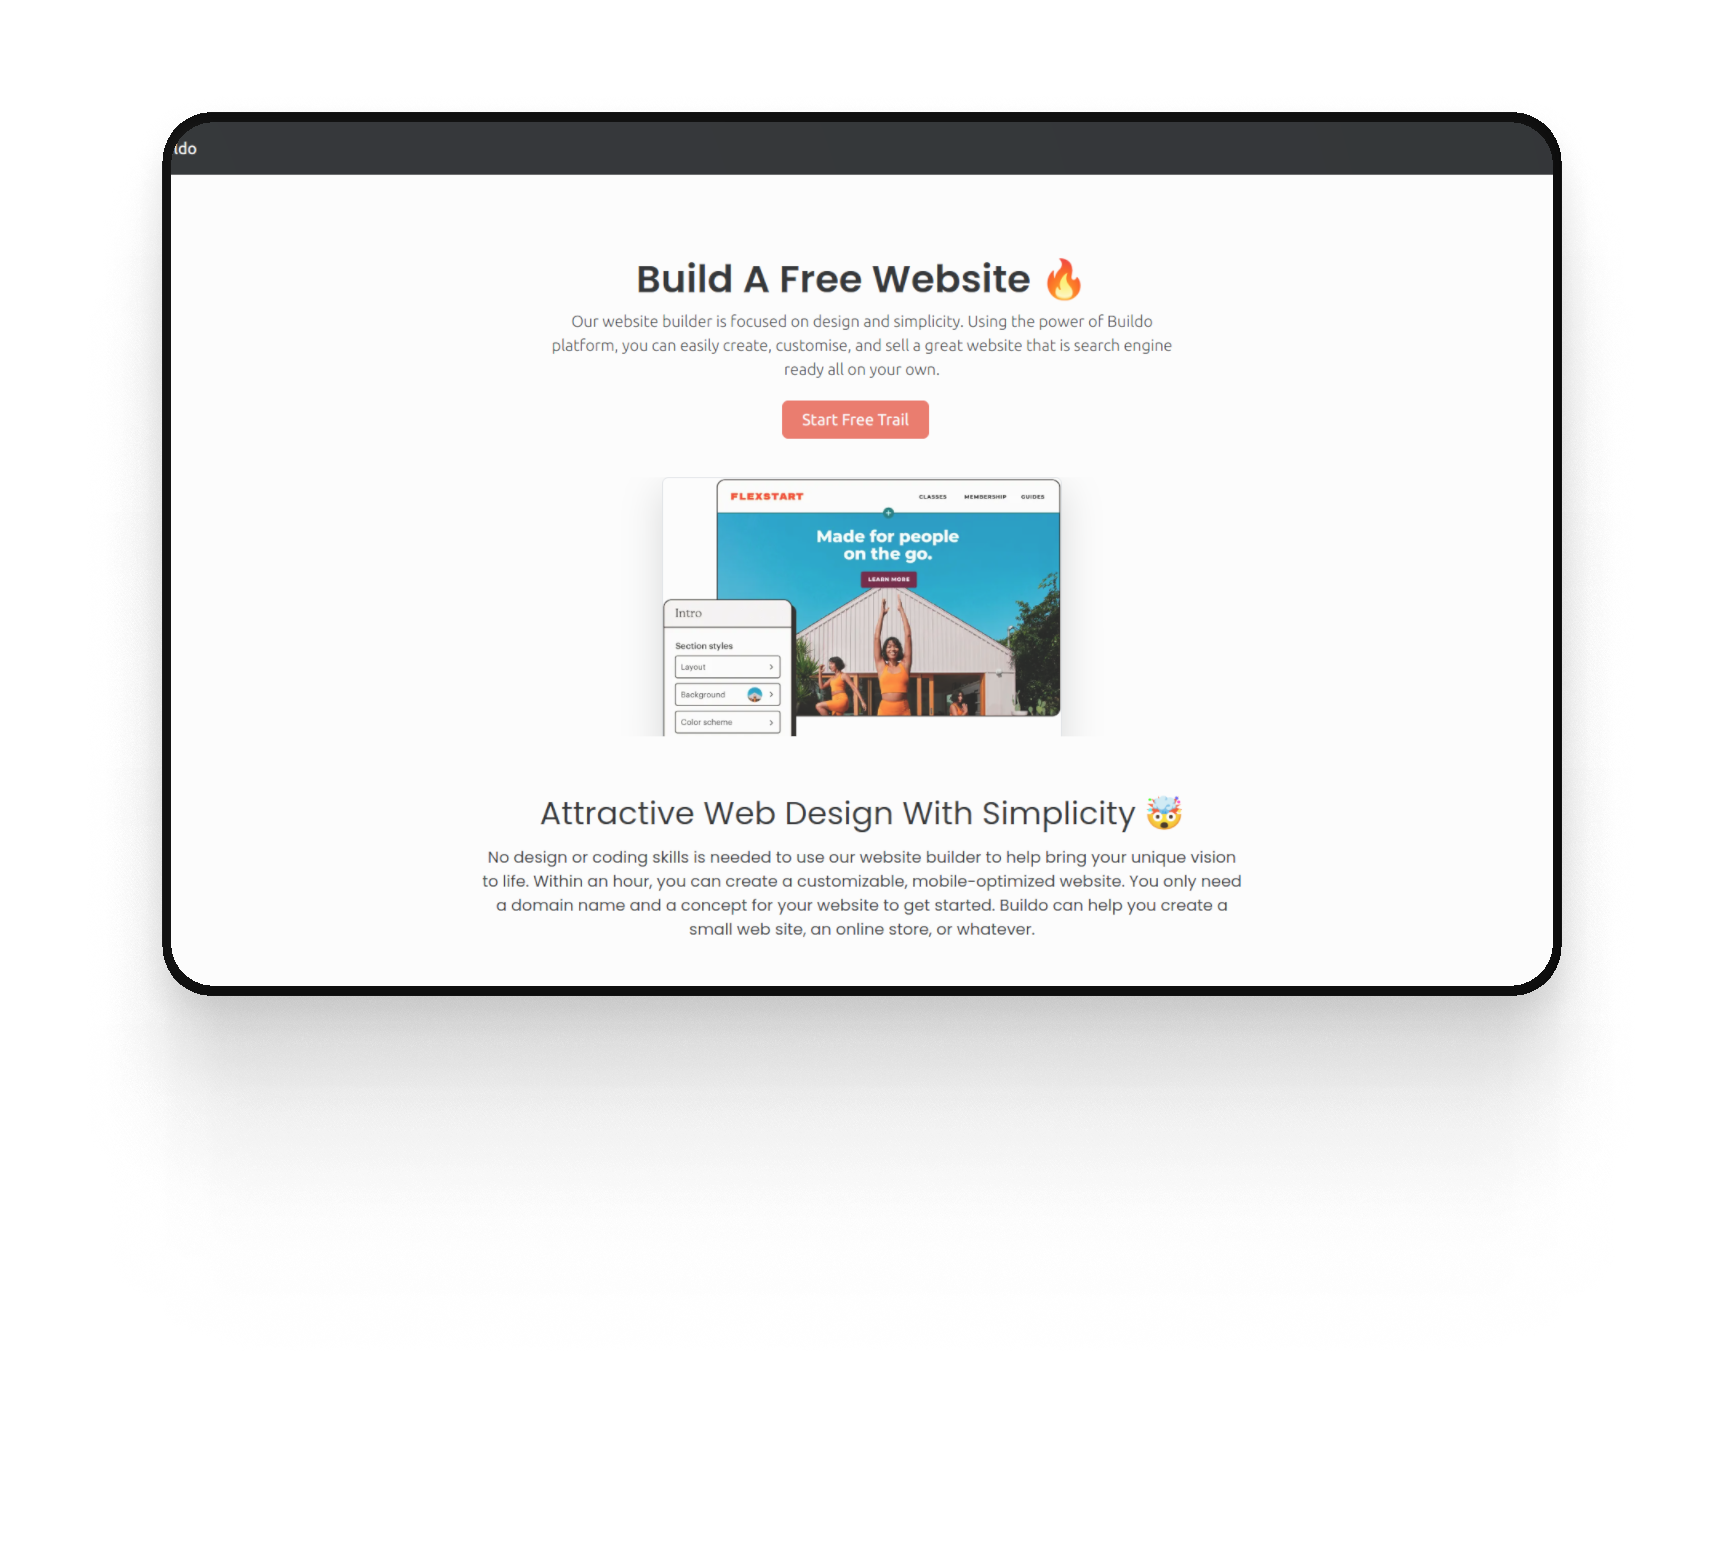 ldo
Build A Free Website 🔥
Our website builder is focused on design and simplicity. Using the power of Buildo
platform, you can easily create, customise, and sell a great website that is search engine
ready all on your own.
Start Free Trail
FLEXSTART
CLASSES MEMBERSHIP GUIDES
Made for people
on the go.
LEARN MORE
Intro
Section styles
Layout
Background
Color scheme
Attractive Web Design With Simplicity 🤯
No design or coding skills is needed to use our website builder to help bring your unique vision
to life. Within an hour, you can create a customizable, mobile-optimized website. You only need
a domain name and a concept for your website to get started. Buildo can help you create a
small web site, an online store, or whatever.